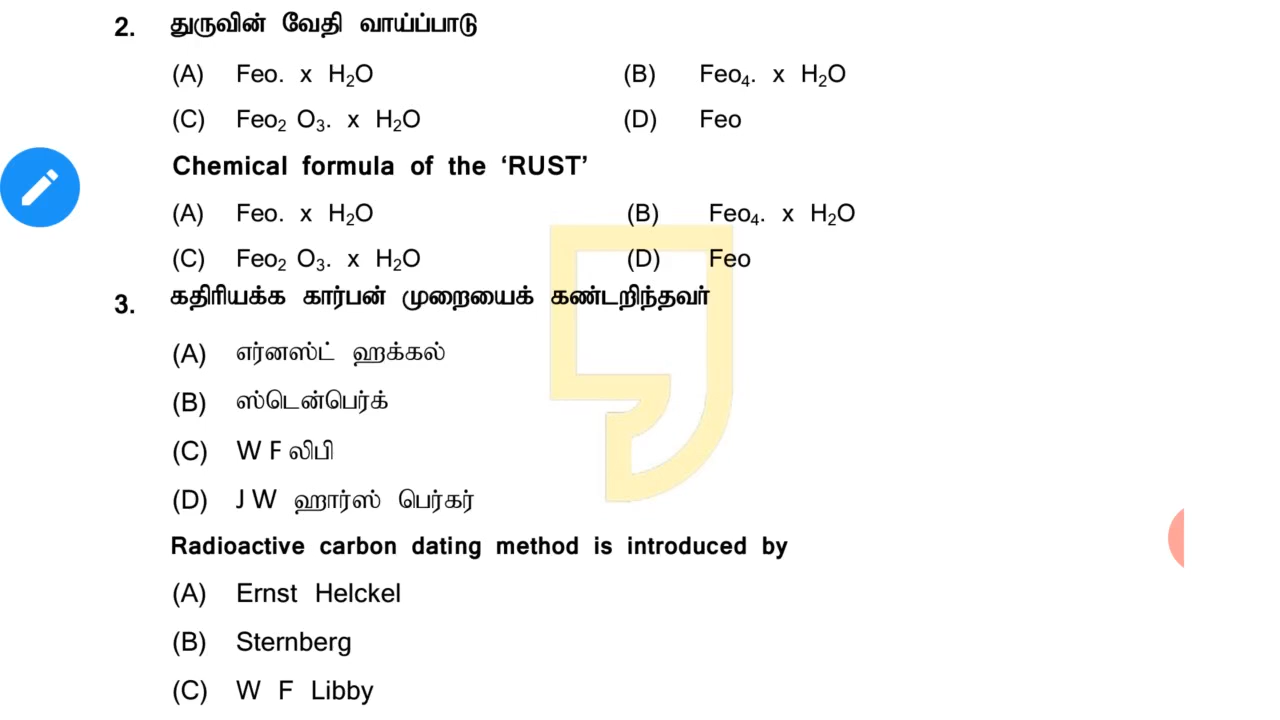 2. துருவின் வேதி வாய்ப்பாடு
(A) Feo. x H₂O (B) Feo₄. x H₂O
(C) Feo₂ O₃. x H₂O (D) Feo
Chemical formula of the ‘RUST’
(A) Feo. x H₂O (B) Feo₄. x H₂O
(C) Feo₂ O₃. x H₂O (D) Feo
3. கதிரியக்க கார்பன் முறையைக் கண்டறிந்தவர்
(A) எர்னஸ்ட் ஹக்கல்
(B) ஸ்டென்பெர்க்
(C) W F லிபி
(D) J W ஹார்ஸ் பெர்கர்
Radioactive carbon dating method is introduced by
(A) Ernst Helckel
(B) Sternberg
(C) W F Libby